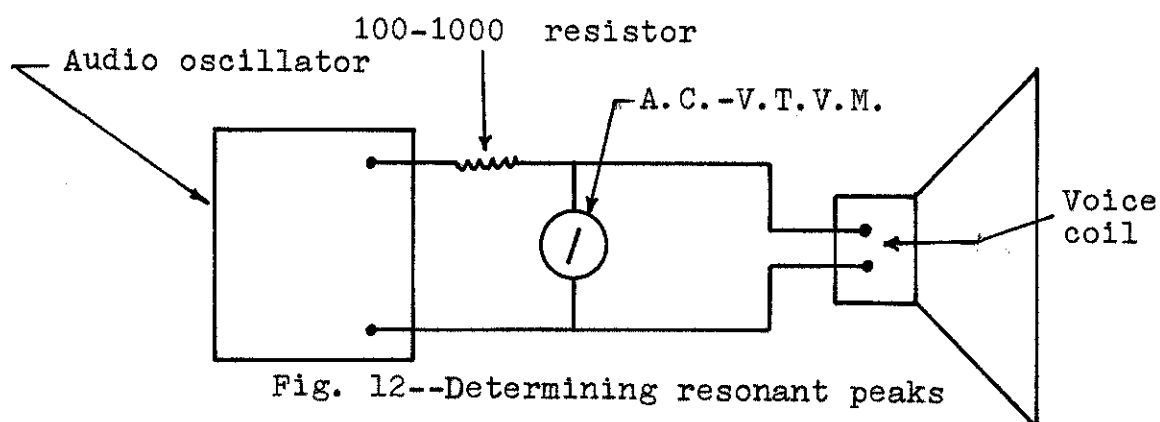 100-1000 resistor
Audio oscillator
A.C.-V.T.V.M.
Voice
coil
Fig. 12--Determining resonant peaks